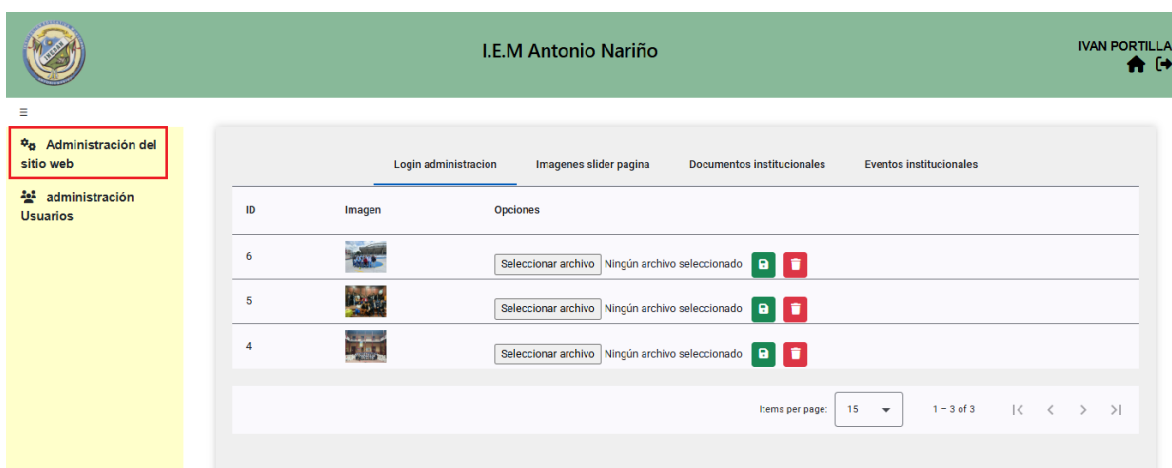 I.E.M Antonio Nariño
IVAN PORTILLA
Administración del
sitio web
administración
Usuarios
Login administracion Imagenes slider pagina Documentos institucionales Eventos institucionales
ID Imagen Opciones
6 Seleccionar archivo Ningún archivo seleccionado
5 Seleccionar archivo Ningún archivo seleccionado
4 Seleccionar archivo Ningún archivo seleccionado
Items per page: 15 1 – 3 of 3